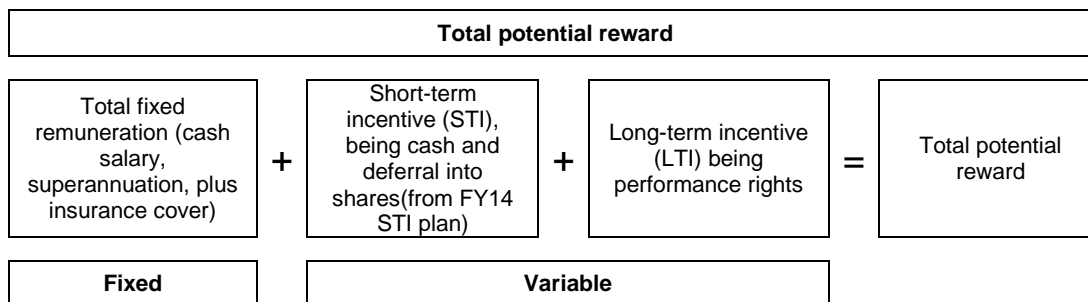 Total potential reward
Total fixed
remuneration (cash
salary,
superannuation, plus
insurance cover)
+
Short-term
incentive (STI),
being cash and
deferral into
shares(from FY14
STI plan)
+
Long-term incentive
(LTI) being
performance rights
=
Total potential
reward
Fixed
Variable